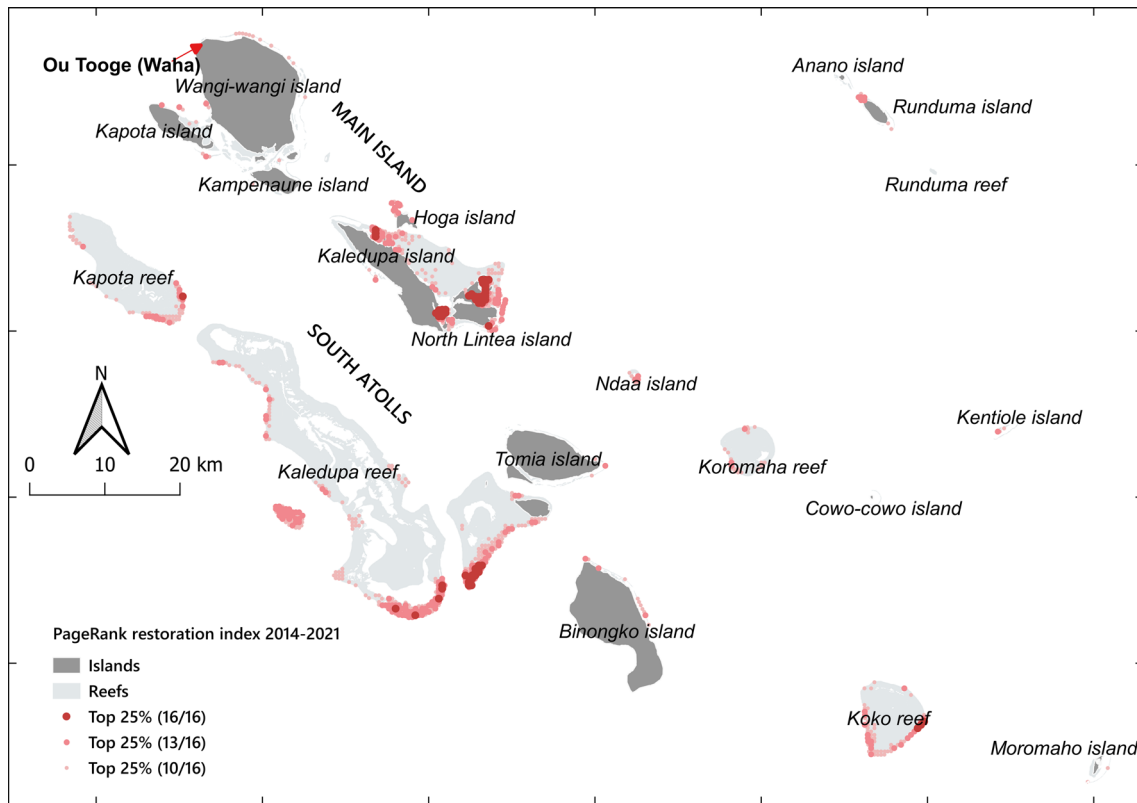 Ou Tooge (Waha)
Wangi-wangi island
Kapota island
Kampenaune island
MAIN ISLAND
Anano island
Runduma island
Runduma reef
Hoga island
Kaledupa island
Kapota reef
North Lintea island
SOUTH ATOLLS
Ndaa island
Kentiole island
N
0 10 20 km
Kaledupa reef
Tomia island
Koromaha reef
Cowo-cowo island
Binongko island
Koko reef
Moromaho island
PageRank restoration index 2014-2021
Islands
Reefs
Top 25% (16/16)
Top 25% (13/16)
Top 25% (10/16)